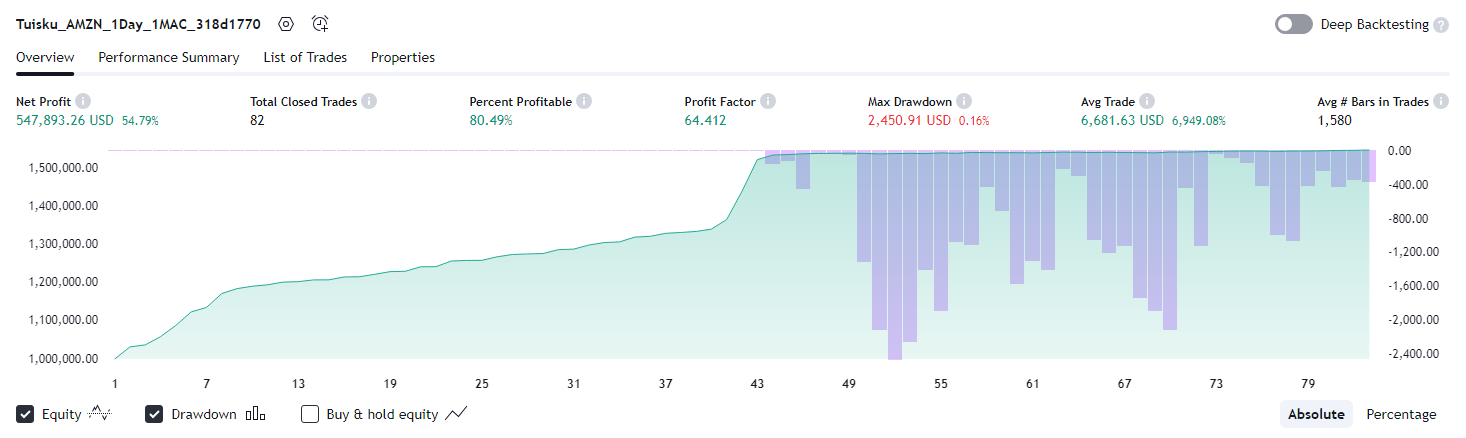 Tuisku_AMZN_1Day_1MAC_318d1770 Deep Backtesting ?
Overview Performance Summary List of Trades Properties
Net Profit i Total Closed Trades i Percent Profitable i Profit Factor i Max Drawdown i Avg Trade i Avg # Bars in Trades i
547,893.26 USD 54.79% 82 80.49% 64.412 2,450.91 USD 0.16% 6,681.63 USD 6,949.08% 1,580
1,500,000.00
1,400,000.00
1,300,000.00
1,200,000.00
1,100,000.00
1,000,000.00
0.00
-400.00
-800.00
-1,200.00
-1,600.00
-2,000.00
-2,400.00
1 7 13 19 25 31 37 43 49 55 61 67 73 79
Equity Drawdown Buy & hold equity Absolute Percentage